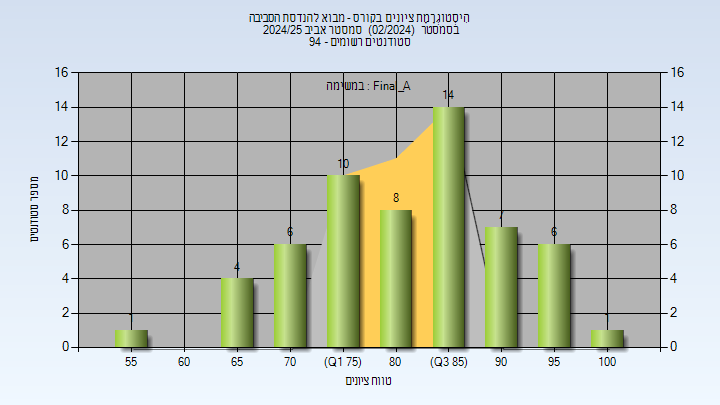 היסטוגרמת ציונים בקורס - מבוא להנדסת הסביבה
בסמסטר (02/2024) סמסטר אביב 2024/25
סטודנטים רשומים - 94
במשימה : Final_A
מספר סטודנטים
16 16
14 14
12 12
10 10
8 8
6 6
4 4
2 2
0 0
1 4 6 10 8 14 7 6 1
55 60 65 70 (Q1 75) 80 (Q3 85) 90 95 100
טווח ציונים